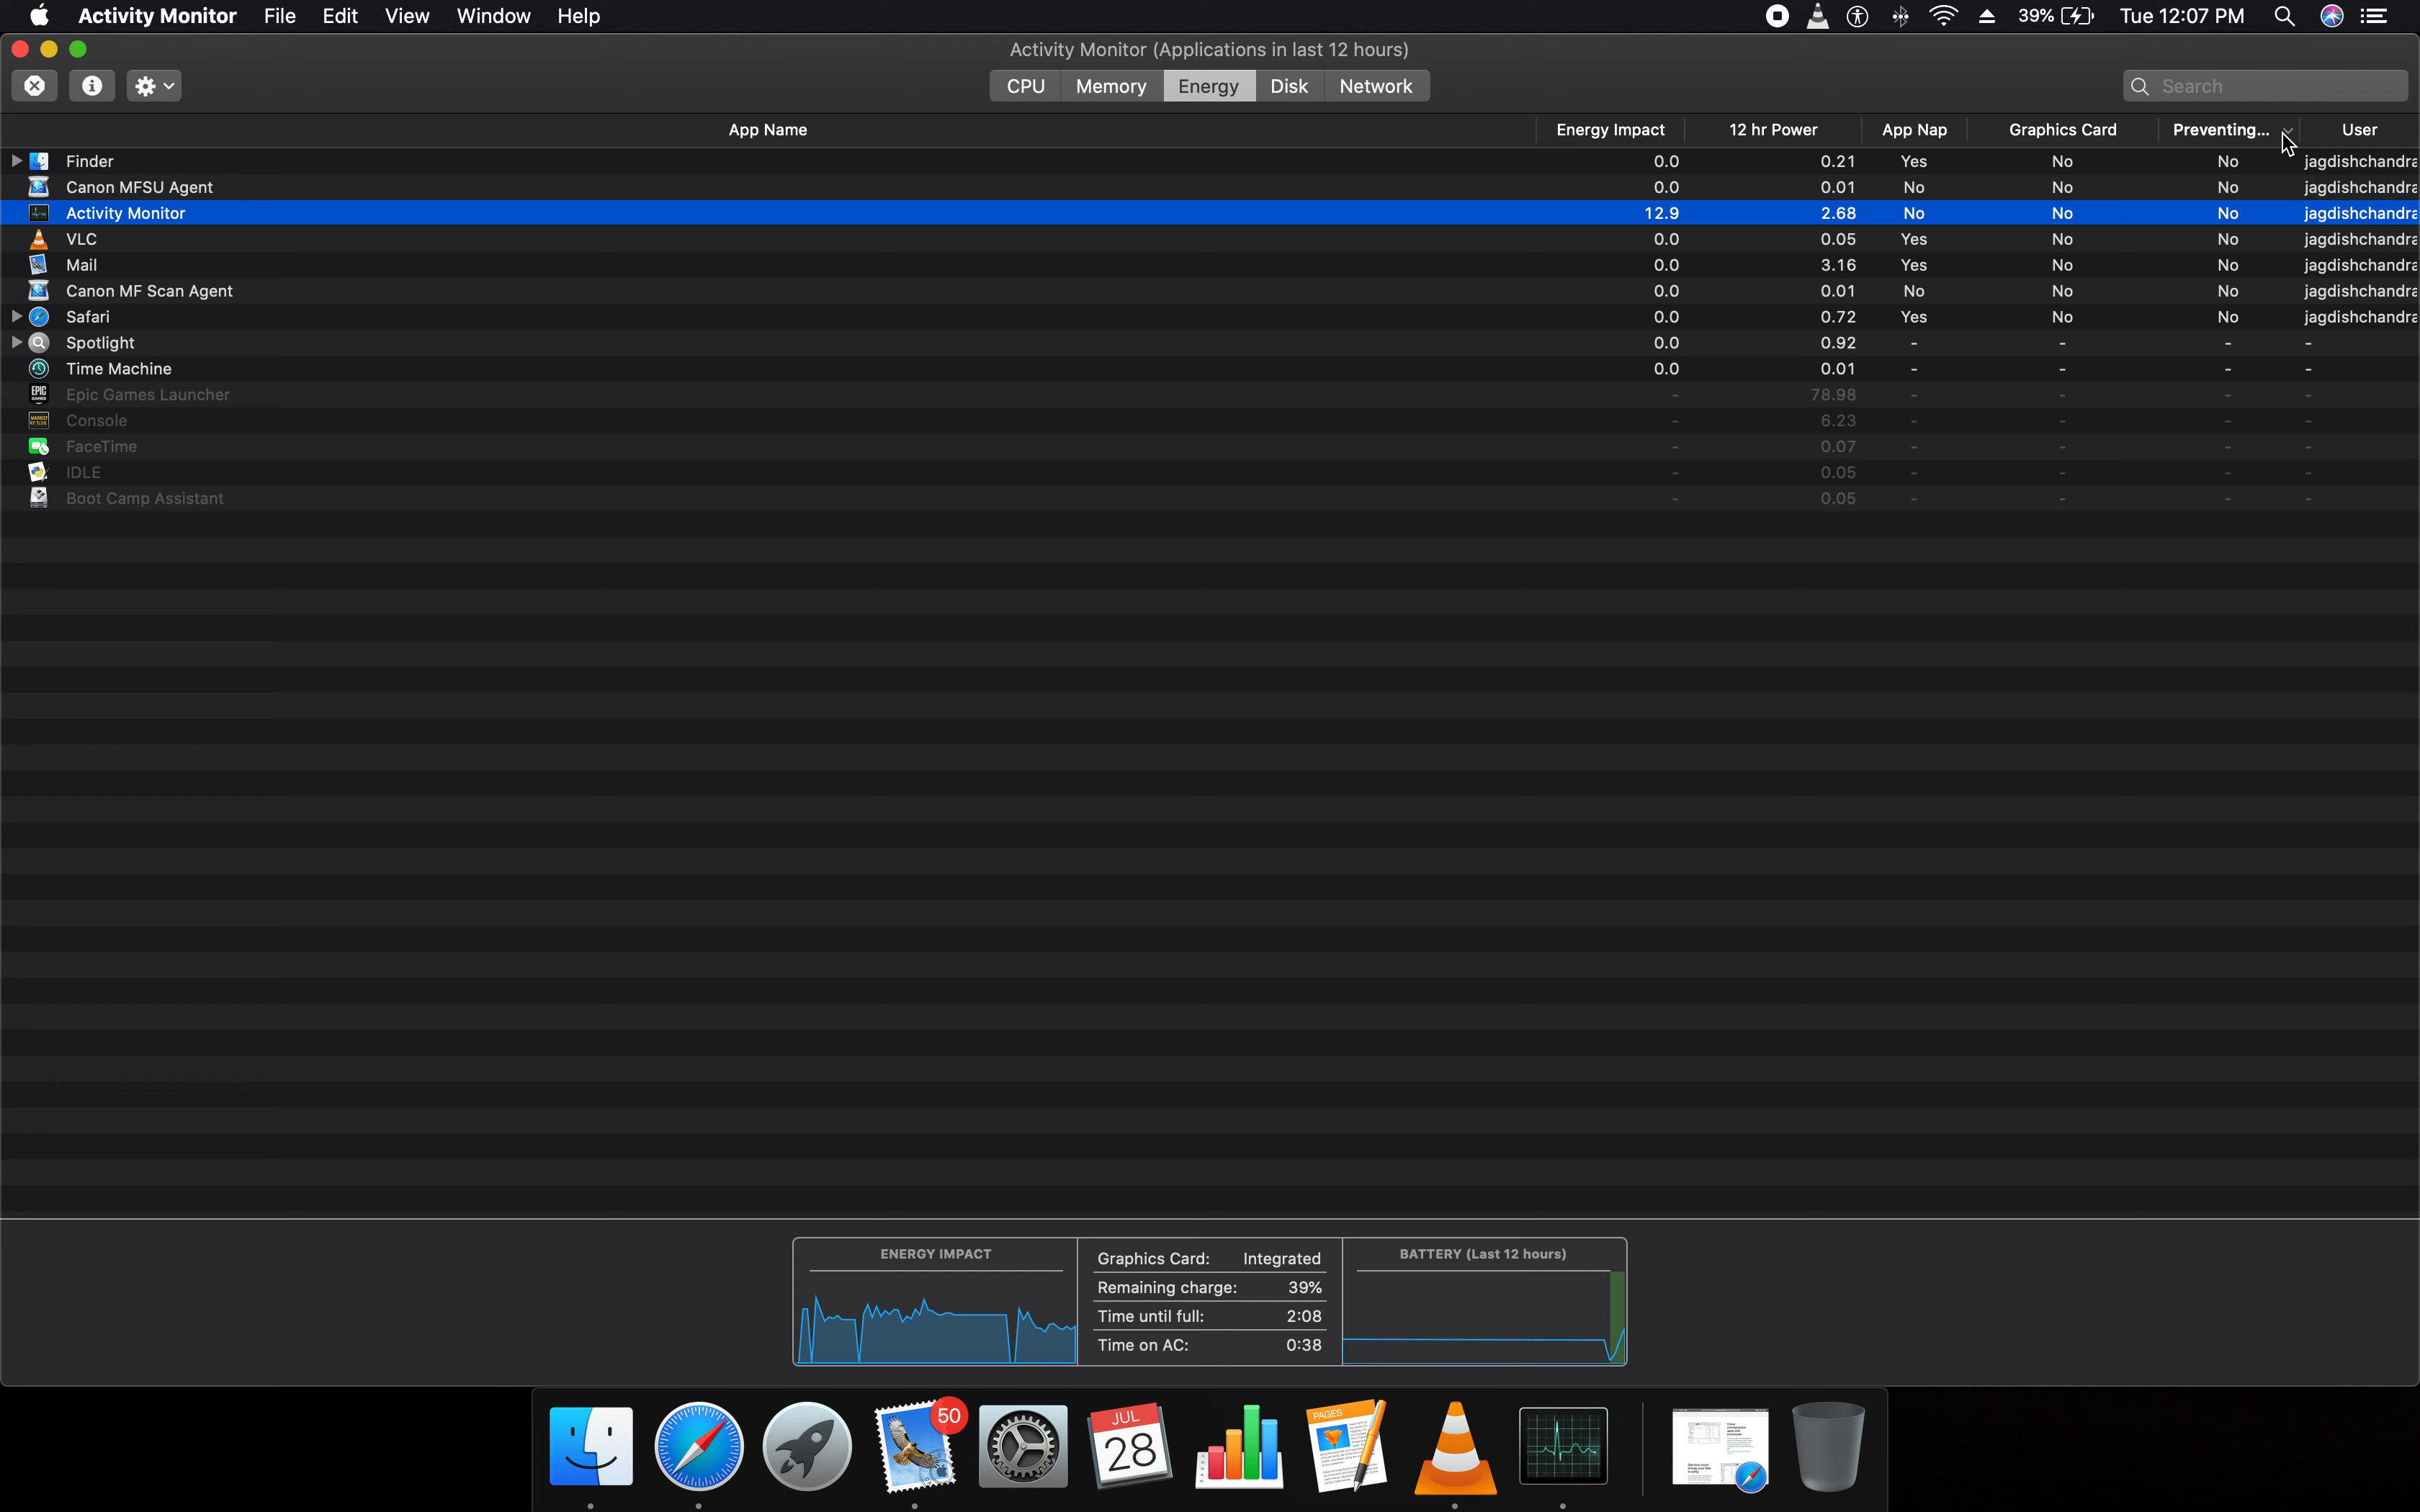 Activity Monitor File Edit View Window Help 39% Tue 12:07 PM
Activity Monitor (Applications in last 12 hours)
CPU Memory Energy Disk Network Search
App Name Energy Impact 12 hr Power App Nap Graphics Card Preventing... User
Finder 0.0 0.21 Yes No No jagdishchandra
Canon MFSU Agent 0.0 0.01 No No No jagdishchandra
Activity Monitor 12.9 2.68 No No No jagdishchandra
VLC 0.0 0.05 Yes No No jagdishchandra
Mail 0.0 3.16 Yes No No jagdishchandra
Canon MF Scan Agent 0.0 0.01 No No No jagdishchandra
Safari 0.0 0.72 Yes No No jagdishchandra
Spotlight 0.0 0.92 - - - -
Time Machine 0.0 0.01 - - - -
Epic Games Launcher - 78.98 - - - -
Console - 6.23 - - - -
FaceTime - 0.07 - - - -
IDLE - 0.05 - - - -
Boot Camp Assistant - 0.05 - - - -
ENERGY IMPACT
Graphics Card: Integrated
Remaining charge: 39%
Time until full: 2:08
Time on AC: 0:38
BATTERY (Last 12 hours)
50
JUL
28
PAGES